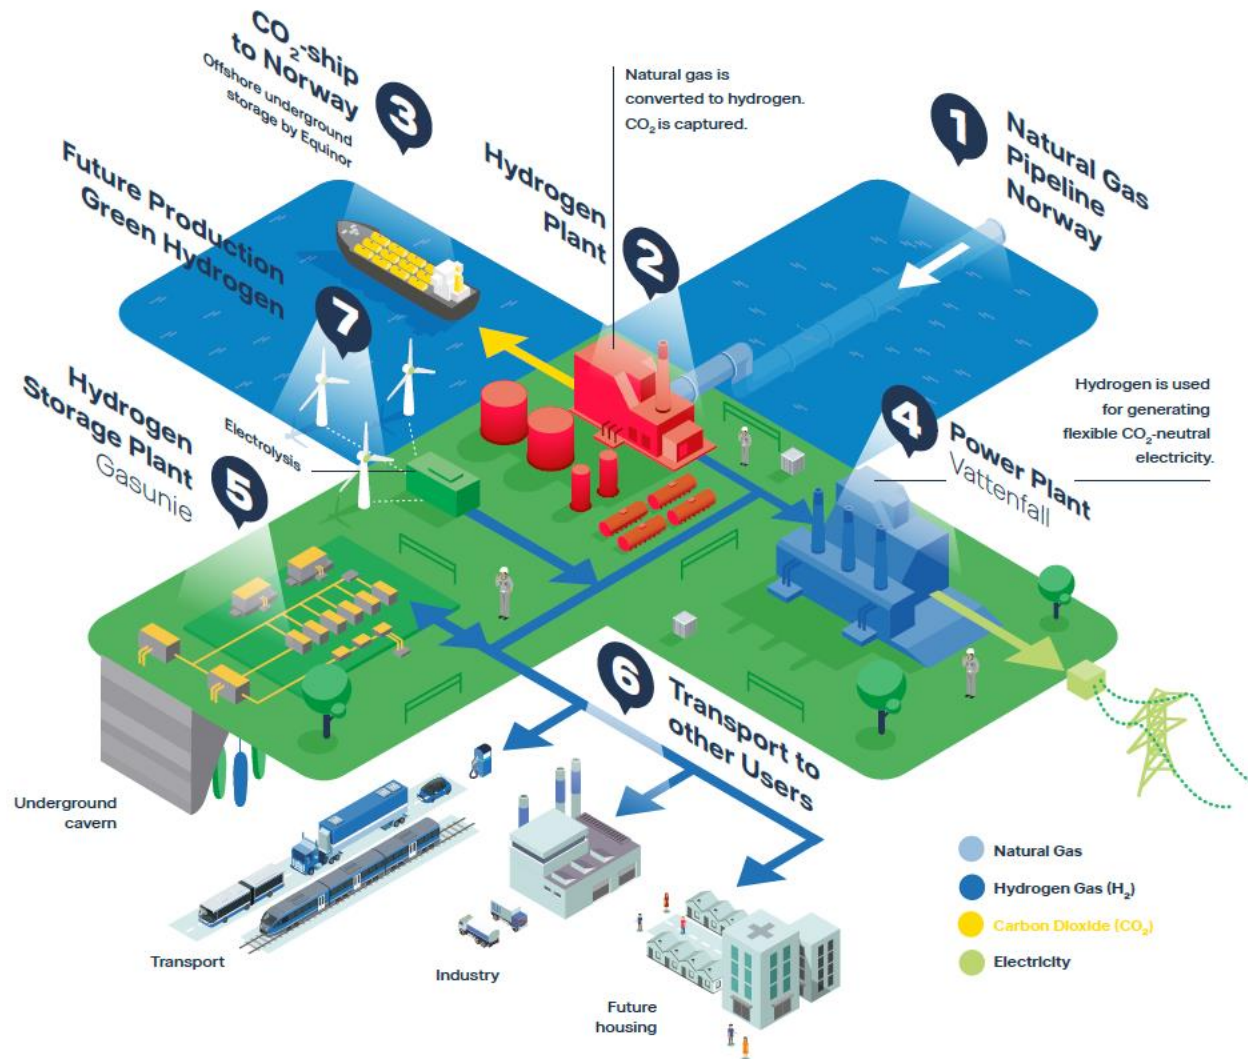 1
Natural Gas
Pipeline
Norway
2
Hydrogen
Plant
Natural gas is
converted to hydrogen.
CO₂ is captured.
3
CO₂-ship
to Norway
Offshore underground
storage by Equinor
4
Power Plant
Vattenfall
Hydrogen is used
for generating
flexible CO₂-neutral
electricity.
5
Hydrogen
Storage Plant
Gasunie
Underground
cavern
6
Transport to
other Users
Transport
Industry
Future
housing
7
Future Production
Green Hydrogen
Electrolysis
Natural Gas
Hydrogen Gas (H₂)
Carbon Dioxide (CO₂)
Electricity